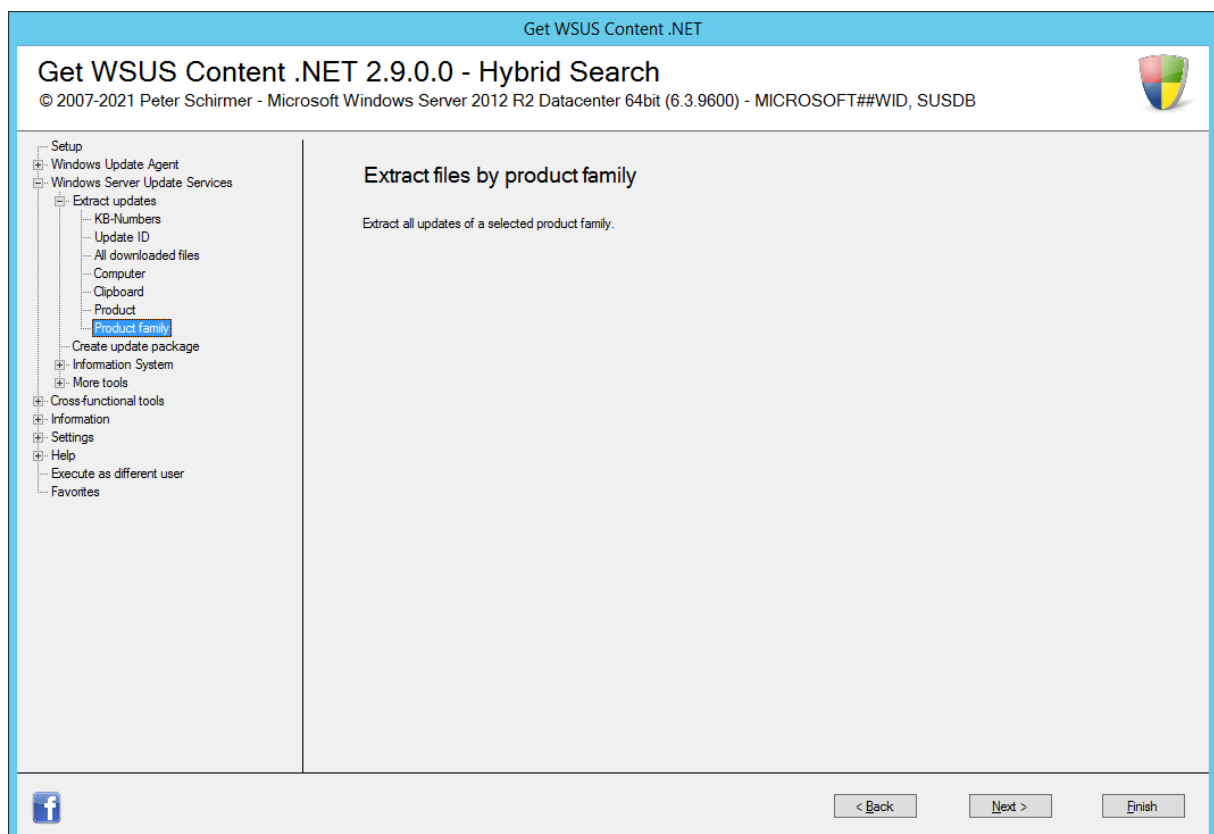 Get WSUS Content .NET
Get WSUS Content .NET 2.9.0.0 - Hybrid Search
© 2007-2021 Peter Schirmer - Microsoft Windows Server 2012 R2 Datacenter 64bit (6.3.9600) - MICROSOFT##WID, SUSDB
Setup
Windows Update Agent
Windows Server Update Services
Extract updates
KB-Numbers
Update ID
All downloaded files
Computer
Clipboard
Product
Product family
Create update package
Information System
More tools
Cross-functional tools
Information
Settings
Help
Execute as different user
Favorites
Extract files by product family
Extract all updates of a selected product family.
f
< Back
Next >
Finish